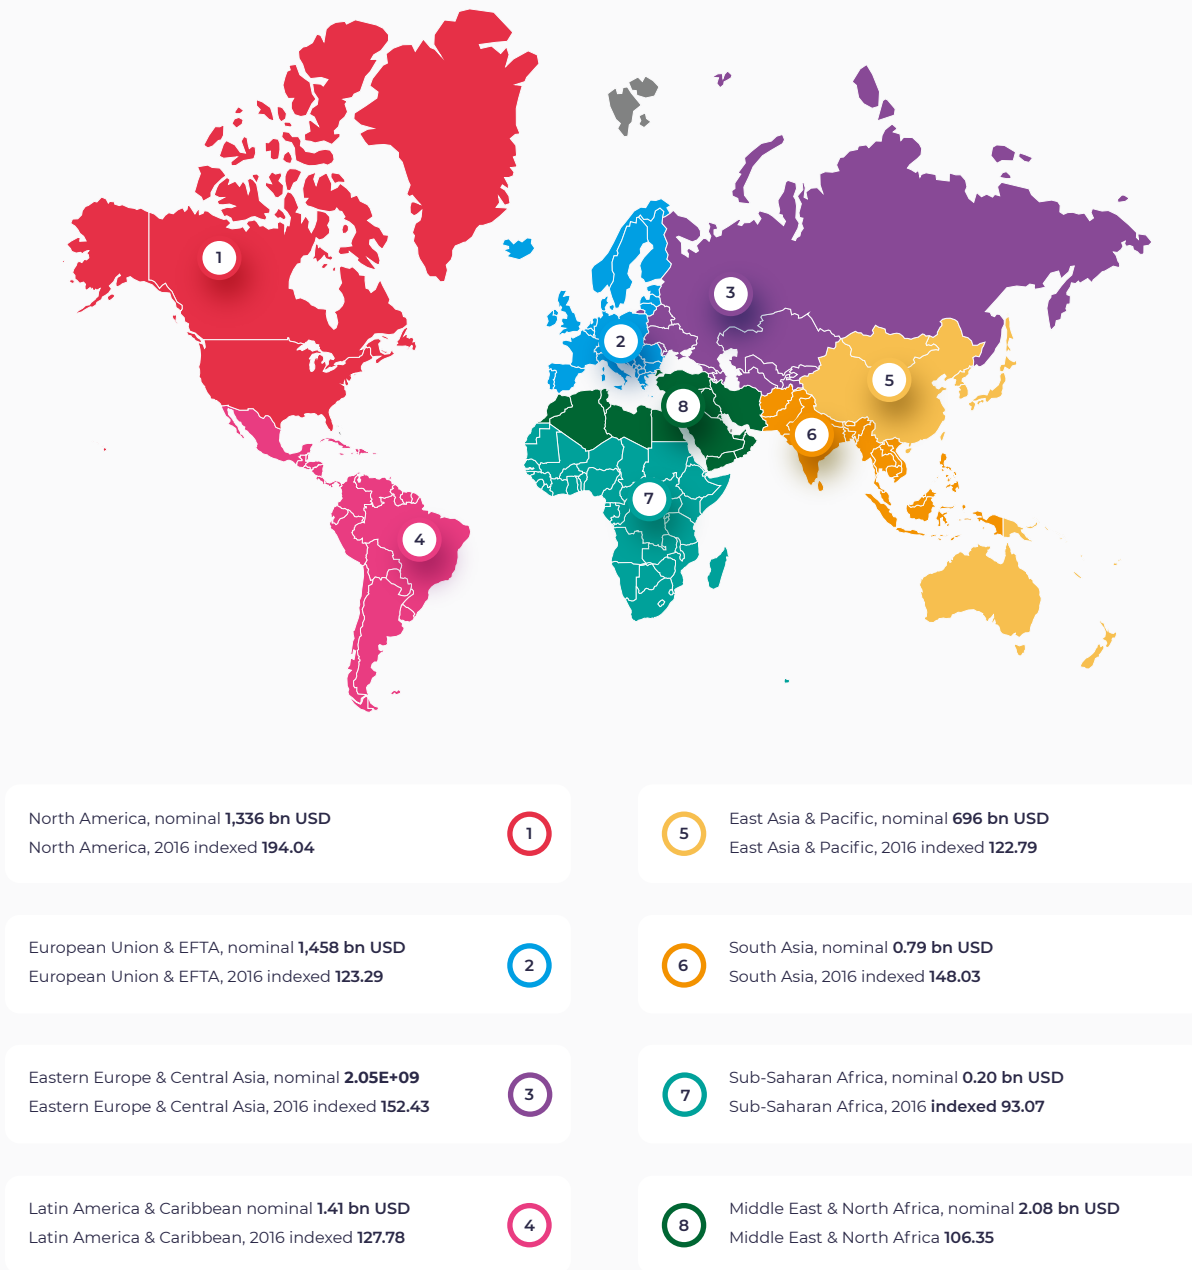 1
2
3
4
5
6
7
8
North America, nominal 1,336 bn USD
North America, 2016 indexed 194.04
1
European Union & EFTA, nominal 1,458 bn USD
European Union & EFTA, 2016 indexed 123.29
2
Eastern Europe & Central Asia, nominal 2.05E+09
Eastern Europe & Central Asia, 2016 indexed 152.43
3
Latin America & Caribbean nominal 1.41 bn USD
Latin America & Caribbean, 2016 indexed 127.78
4
5
East Asia & Pacific, nominal 696 bn USD
East Asia & Pacific, 2016 indexed 122.79
6
South Asia, nominal 0.79 bn USD
South Asia, 2016 indexed 148.03
7
Sub-Saharan Africa, nominal 0.20 bn USD
Sub-Saharan Africa, 2016 indexed 93.07
8
Middle East & North Africa, nominal 2.08 bn USD
Middle East & North Africa 106.35